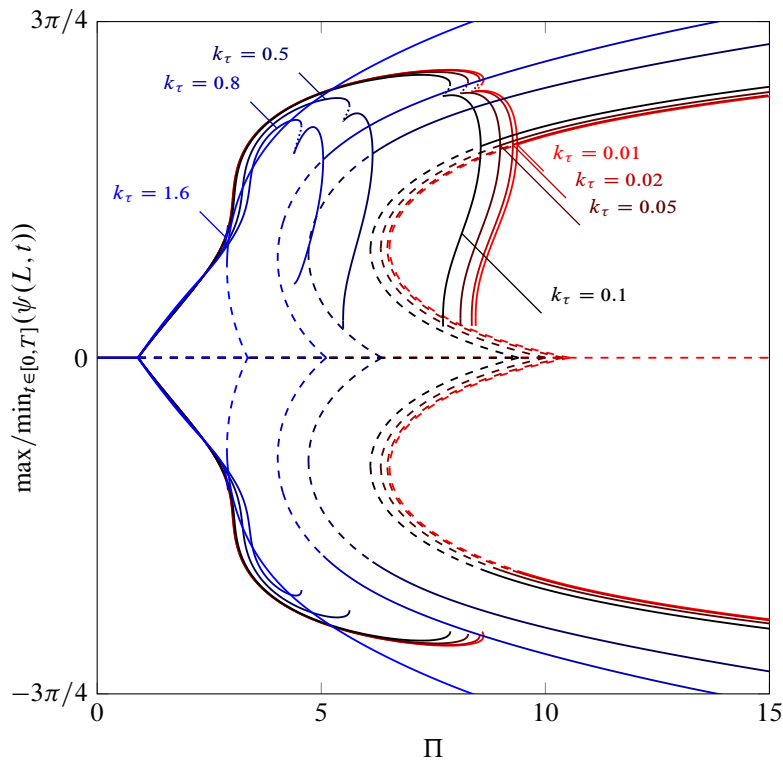 3π/4
k_τ = 0.5
k_τ = 0.8
k_τ = 0.01
k_τ = 0.02
k_τ = 1.6
k_τ = 0.05
k_τ = 0.1
max/min_{t∈[0,T]}(ψ(L, t))
0
−3π/4
0 5 10 15
Π